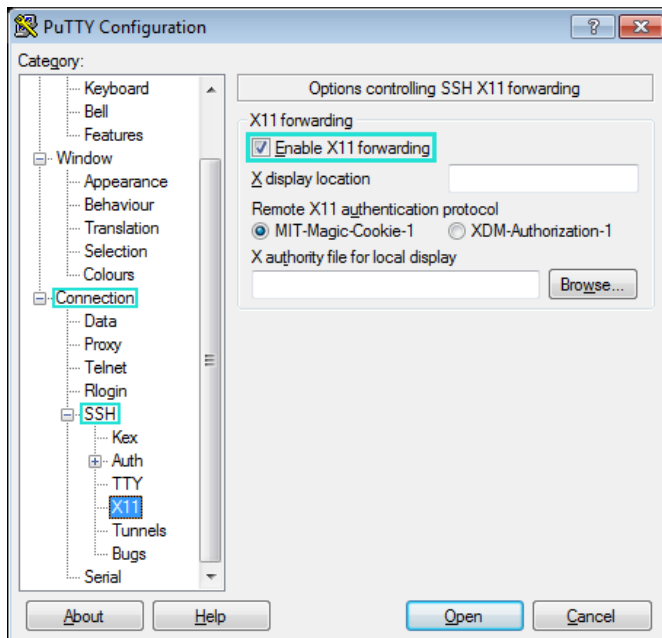 PuTTY Configuration
Category:
Keyboard
Bell
Features
Window
Appearance
Behaviour
Translation
Selection
Colours
Connection
Data
Proxy
Telnet
Rlogin
SSH
Kex
Auth
TTY
X11
Tunnels
Bugs
Serial
Options controlling SSH X11 forwarding
X11 forwarding
Enable X11 forwarding
X display location
Remote X11 authentication protocol
MIT-Magic-Cookie-1 XDM-Authorization-1
X authority file for local display
Browse...
About Help Open Cancel